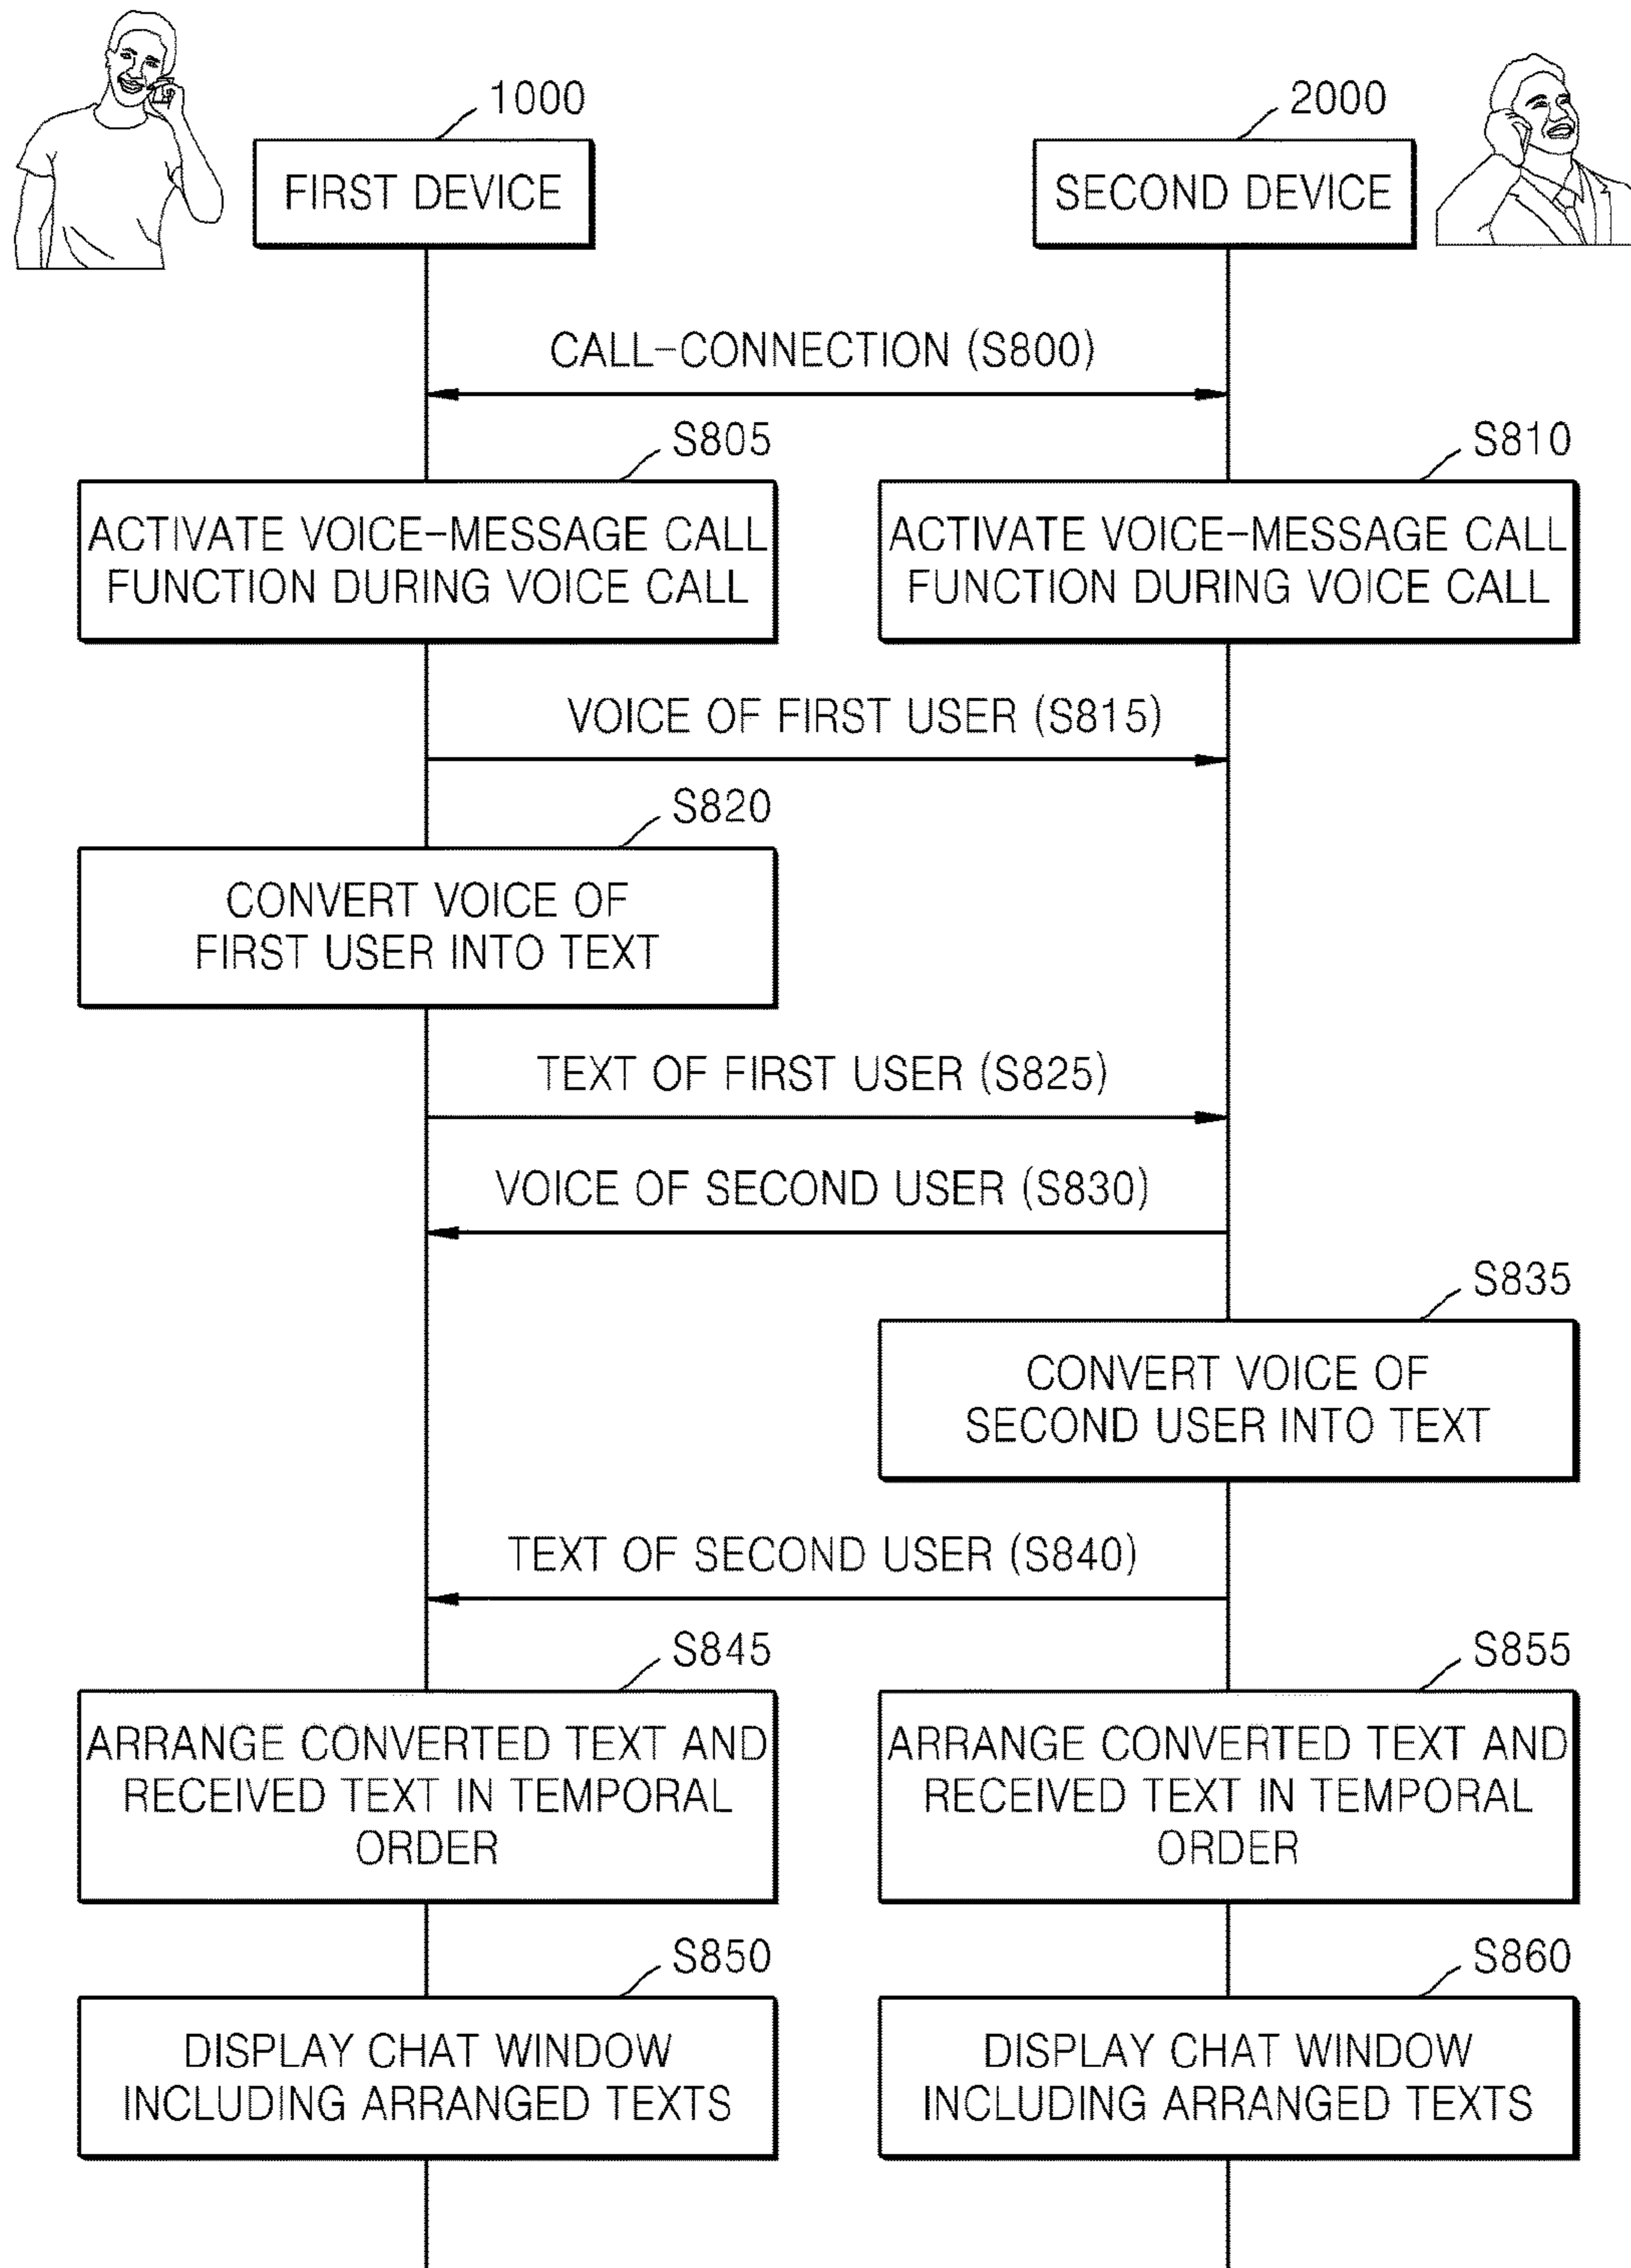 1000
2000
FIRST DEVICE
SECOND DEVICE
CALL-CONNECTION (S800)
S805
S810
ACTIVATE VOICE-MESSAGE CALL
FUNCTION DURING VOICE CALL
ACTIVATE VOICE-MESSAGE CALL
FUNCTION DURING VOICE CALL
VOICE OF FIRST USER (S815)
S820
CONVERT VOICE OF
FIRST USER INTO TEXT
TEXT OF FIRST USER (S825)
VOICE OF SECOND USER (S830)
S835
CONVERT VOICE OF
SECOND USER INTO TEXT
TEXT OF SECOND USER (S840)
S845
S855
ARRANGE CONVERTED TEXT AND
RECEIVED TEXT IN TEMPORAL
ORDER
ARRANGE CONVERTED TEXT AND
RECEIVED TEXT IN TEMPORAL
ORDER
S850
S860
DISPLAY CHAT WINDOW
INCLUDING ARRANGED TEXTS
DISPLAY CHAT WINDOW
INCLUDING ARRANGED TEXTS